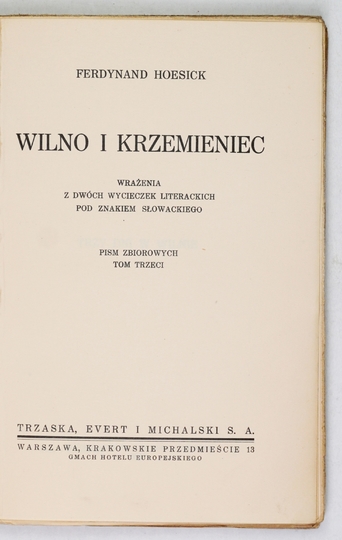 FERDYNAND HOESICK
WILNO I KRZEMIENIEC
WRAŻENIA
Z DWÓCH WYCIECZEK LITERACKICH
POD ZNAKIEM SŁOWACKIEGO
PISM ZBIOROWYCH
TOM TRZECI
TRZASKA, EVERT I MICHALSKI S. A.
WARSZAWA, KRAKOWSKIE PRZEDMIEŚCIE 13
GMACH HOTELU EUROPEJSKIEGO